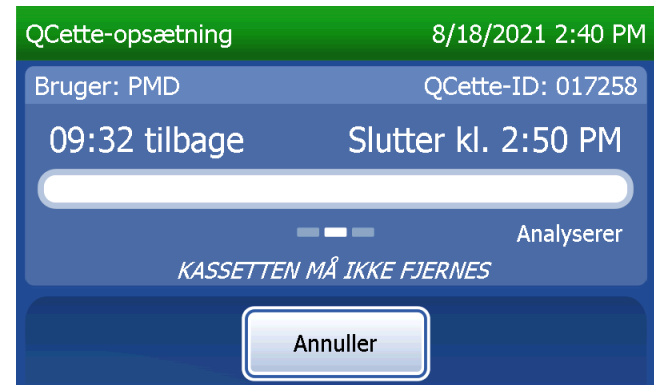 QCette-opsætning 8/18/2021 2:40 PM
Bruger: PMD QCette-ID: 017258
09:32 tilbage Slutter kl. 2:50 PM
Analyserer
KASSETTEN MÅ IKKE FJERNES
Annuller